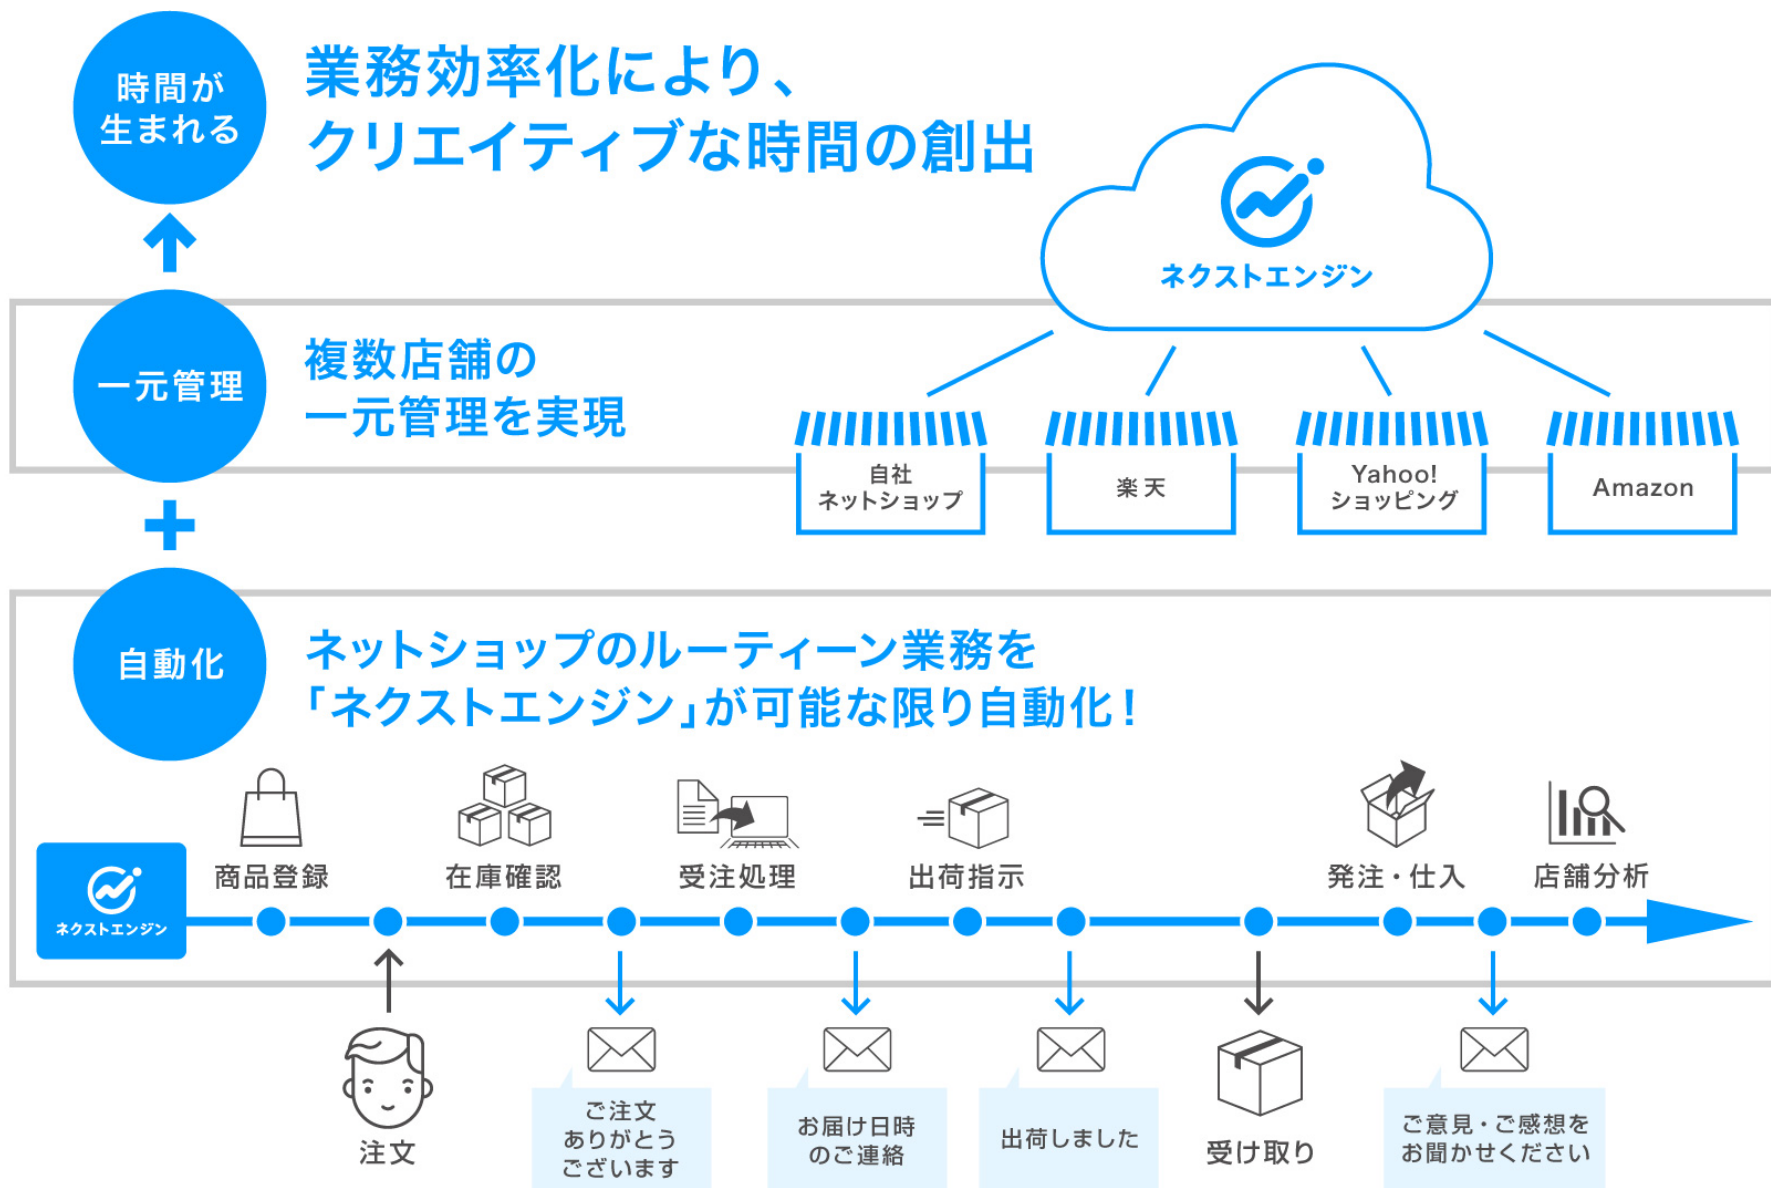 時間が
生まれる
業務効率化により、
クリエイティブな時間の創出
ネクストエンジン
一元管理
複数店舗の
一元管理を実現
自社
ネットショップ
楽天
Yahoo!
ショッピング
Amazon
自動化
ネットショップのルーティーン業務を
「ネクストエンジン」が可能な限り自動化！
商品登録
在庫確認
受注処理
出荷指示
発注・仕入
店舗分析
ネクストエンジン
注文
ご注文
ありがとう
ございます
お届け日時
のご連絡
出荷しました
受け取り
ご意見・ご感想を
お聞かせください